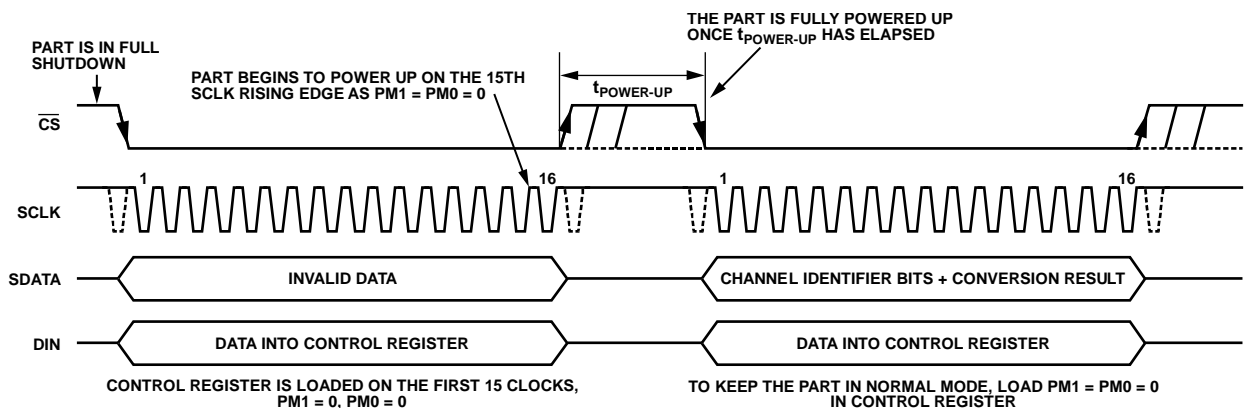 PART IS IN FULL
SHUTDOWN
PART BEGINS TO POWER UP ON THE 15TH
SCLK RISING EDGE AS PM1 = PM0 = 0
tPOWER-UP
THE PART IS FULLY POWERED UP
ONCE tPOWER-UP HAS ELAPSED
CS
SCLK
1
16
1
16
SDATA
INVALID DATA
CHANNEL IDENTIFIER BITS + CONVERSION RESULT
DIN
DATA INTO CONTROL REGISTER
DATA INTO CONTROL REGISTER
CONTROL REGISTER IS LOADED ON THE FIRST 15 CLOCKS,
PM1 = 0, PM0 = 0
TO KEEP THE PART IN NORMAL MODE, LOAD PM1 = PM0 = 0
IN CONTROL REGISTER